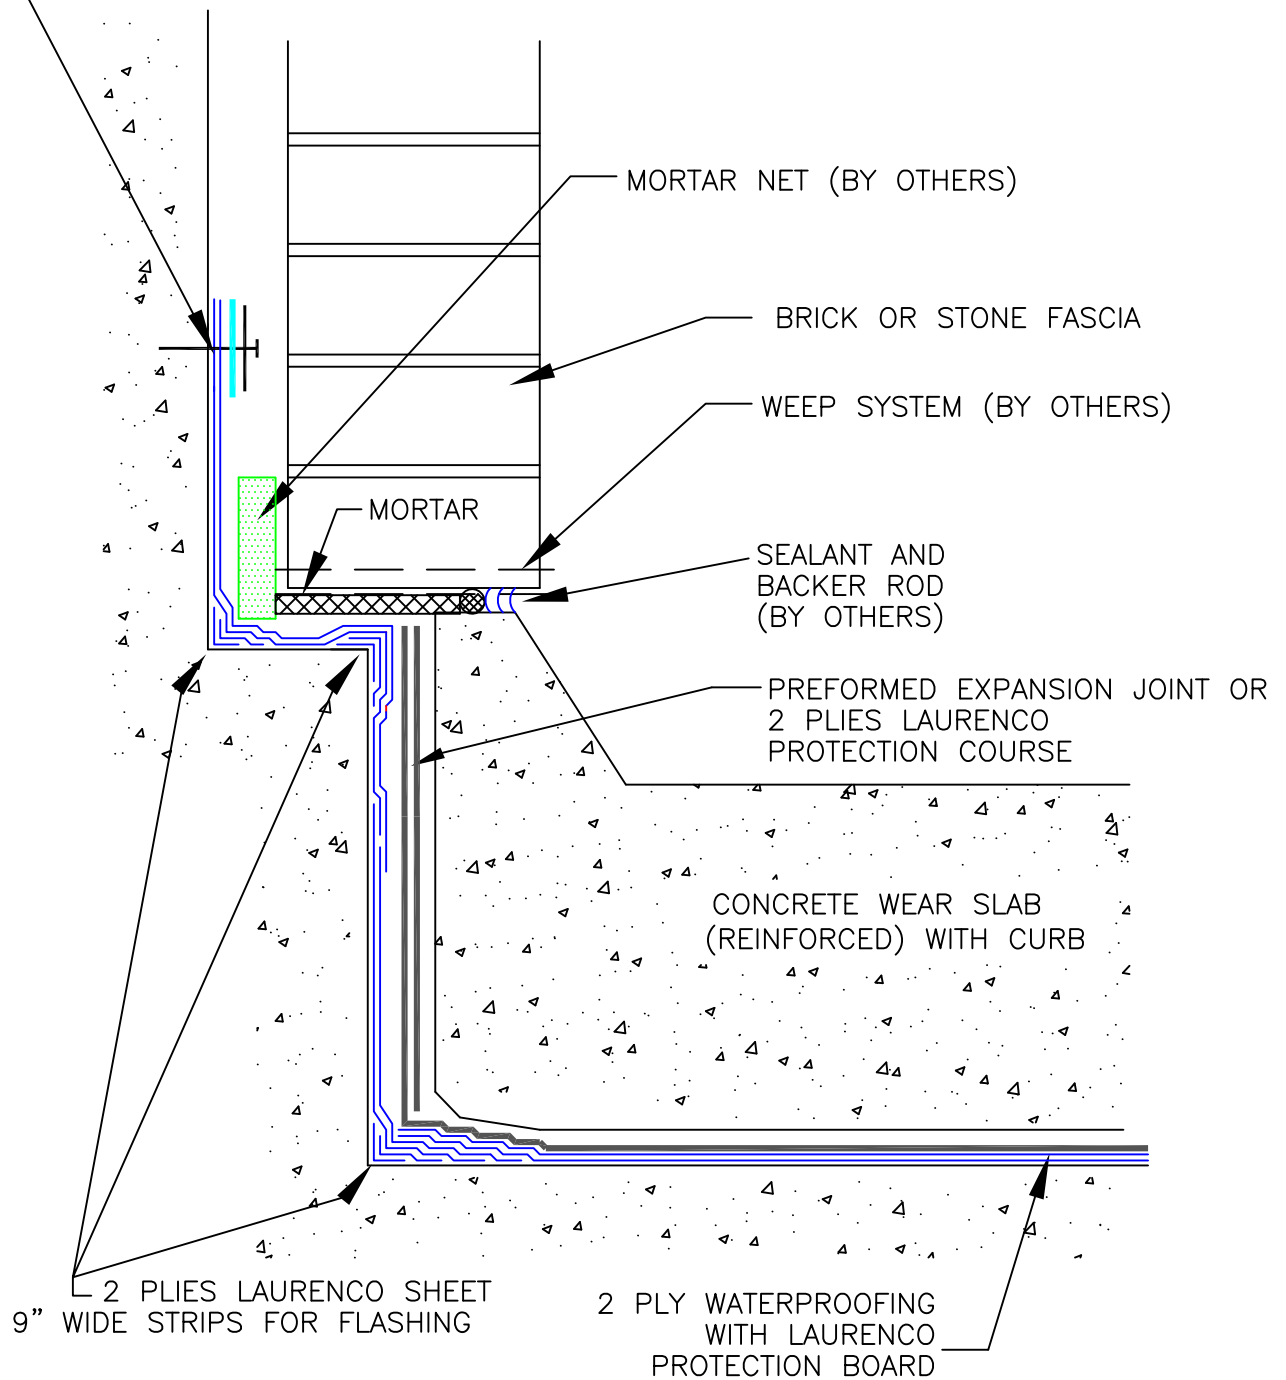 MORTAR NET (BY OTHERS)
BRICK OR STONE FASCIA
WEEP SYSTEM (BY OTHERS)
MORTAR
SEALANT AND
BACKER ROD
(BY OTHERS)
PREFORMED EXPANSION JOINT OR
2 PLIES LAURENCO
PROTECTION COURSE
CONCRETE WEAR SLAB
(REINFORCED) WITH CURB
2 PLIES LAURENCO SHEET
9” WIDE STRIPS FOR FLASHING
2 PLY WATERPROOFING
WITH LAURENCO
PROTECTION BOARD